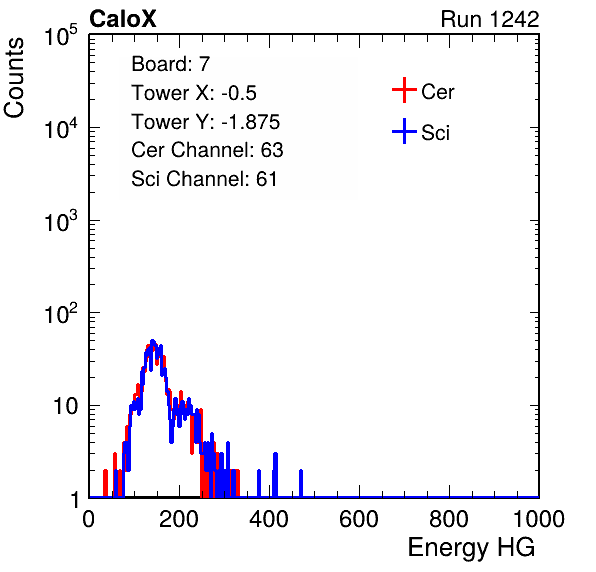 CaloX Run 1242
Counts
10^5
10^4
10^3
10^2
10
1
Board: 7
Tower X: -0.5
Tower Y: -1.875
Cer Channel: 63
Sci Channel: 61
Cer
Sci
0 200 400 600 800 1000
Energy HG